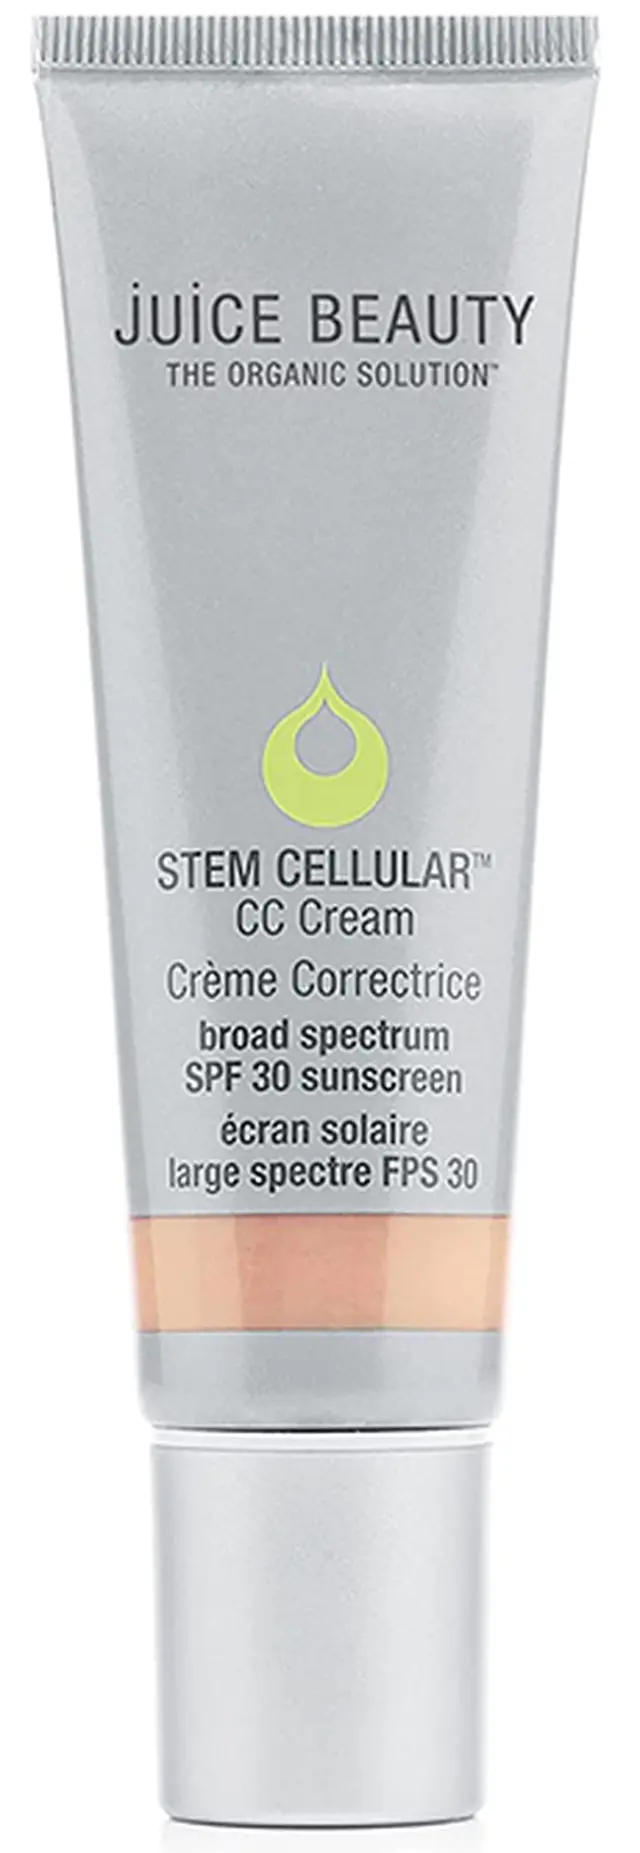 juice BEAUTY
THE ORGANIC SOLUTION™
STEM CELLULAR™
CC Cream
Crème Correctrice
broad spectrum
SPF 30 sunscreen
écran solaire
large spectre FPS 30